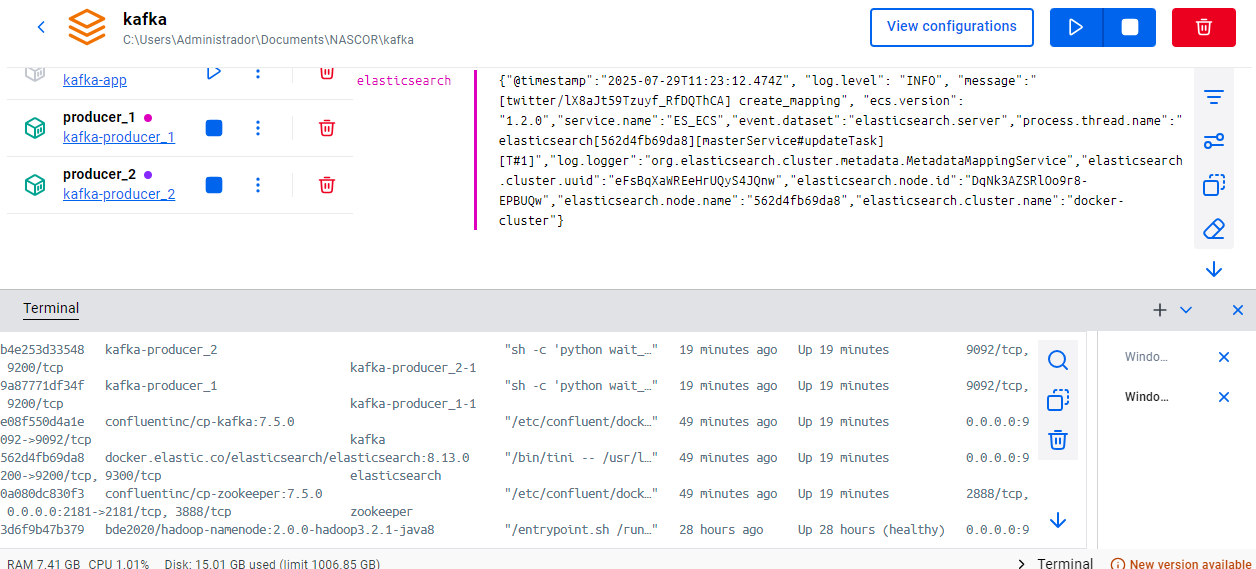 kafka
C:\Users\Administrador\Documents\NASCOR\kafka
View configurations
kafka-app
producer_1
kafka-producer_1
producer_2
kafka-producer_2
elasticsearch
{"@timestamp":"2025-07-29T11:23:12.474Z", "log.level": "INFO", "message":"
[twitter/lX8aJt59Tzuyf_RfDQThCA] create_mapping", "ecs.version":
"1.2.0","service.name":"ES_ECS","event.dataset":"elasticsearch.server","process.thread.name":"
elasticsearch[562d4fb69da8][masterService#updateTask]
[T#1]","log.logger":"org.elasticsearch.cluster.metadata.MetadataMappingService","elasticsearch
.cluster.uuid":"eFsBqXaWREeHrUQyS4JQnw","elasticsearch.node.id":"DqNk3AZSRlOo9r8-
EPBUQw","elasticsearch.node.name":"562d4fb69da8","elasticsearch.cluster.name":"docker-
cluster"}
Terminal
b4e253d33548 kafka-producer_2 "sh -c 'python wait_…" 19 minutes ago Up 19 minutes 9092/tcp,
9200/tcp kafka-producer_2-1
9a87771df34f kafka-producer_1 "sh -c 'python wait_…" 19 minutes ago Up 19 minutes 9092/tcp,
9200/tcp kafka-producer_1-1
e08f550d4a1e confluentinc/cp-kafka:7.5.0 "/etc/confluent/dock…" 49 minutes ago Up 19 minutes 0.0.0.0:9
092->9092/tcp kafka
562d4fb69da8 docker.elastic.co/elasticsearch/elasticsearch:8.13.0 "/bin/tini -- /usr/l…" 49 minutes ago Up 19 minutes 0.0.0.0:9
200->9200/tcp, 9300/tcp elasticsearch
0a080dc830f3 confluentinc/cp-zookeeper:7.5.0 "/etc/confluent/dock…" 49 minutes ago Up 19 minutes 2888/tcp,
0.0.0.0:2181->2181/tcp, 3888/tcp zookeeper
3d6f9b47b379 bde2020/hadoop-namenode:2.0.0-hadoop3.2.1-java8 "/entrypoint.sh /run…" 28 hours ago Up 28 hours (healthy) 0.0.0.0:9
Windo...
Windo...
RAM 7.41 GB CPU 1.01% Disk: 15.01 GB used (limit 1006.85 GB)
Terminal
New version available